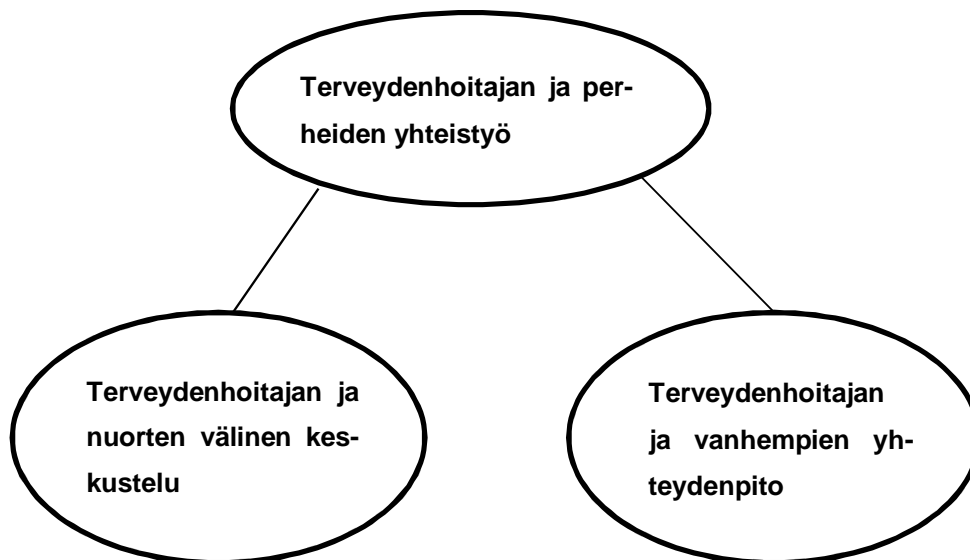 Terveydenhoitajan ja per-
heiden yhteistyö
Terveydenhoitajan ja
nuorten välinen kes-
kustelu
Terveydenhoitajan
ja vanhempien yh-
teydenpito